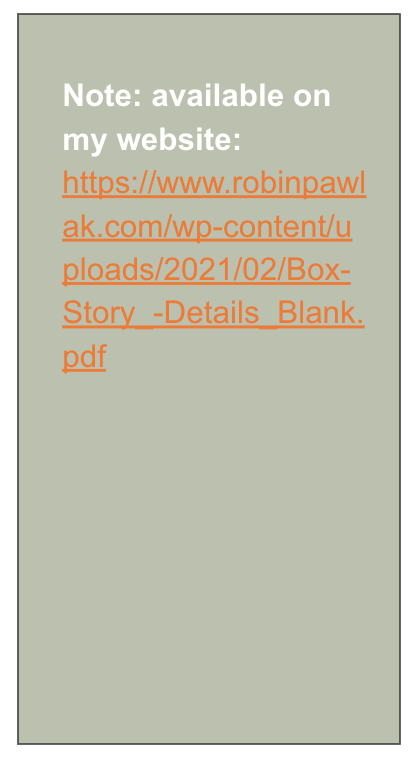 Note: available on
my website:
https://www.robinpawl
ak.com/wp-content/u
ploads/2021/02/Box-
Story_-Details_Blank.
pdf